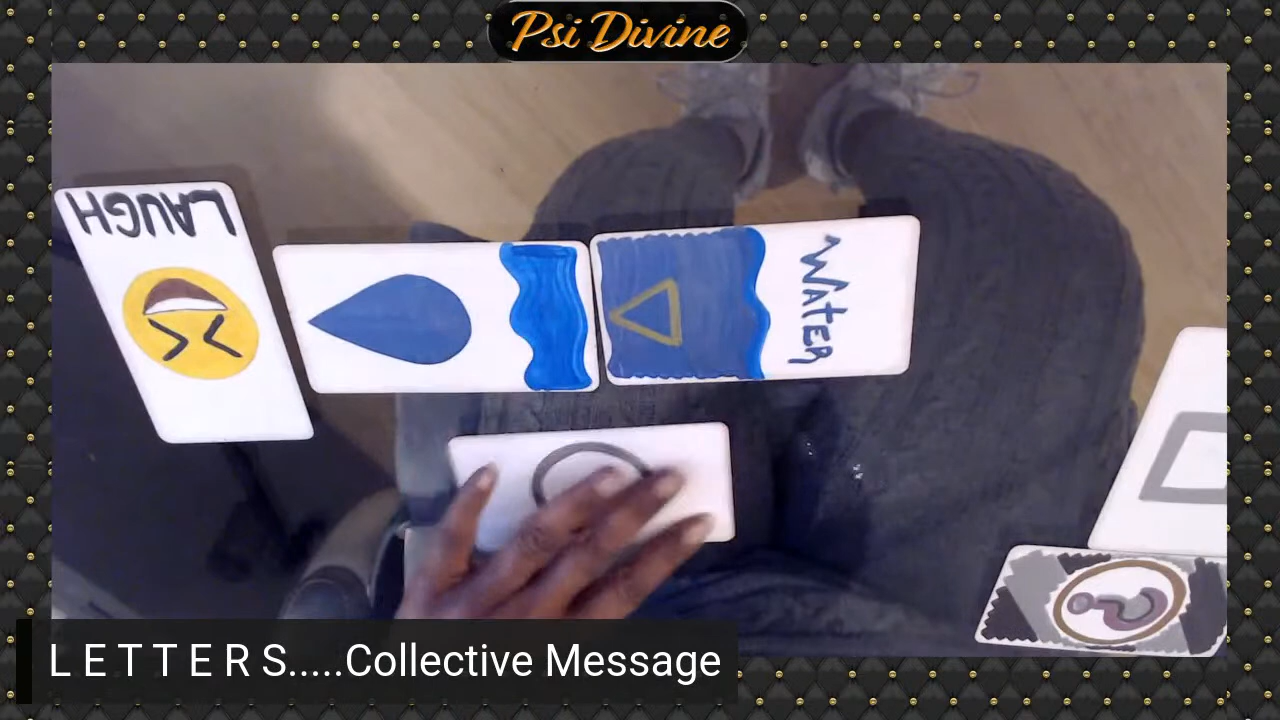 Psi Divine
LAUGH
WATER
?
L E T T E R S.....Collective Message